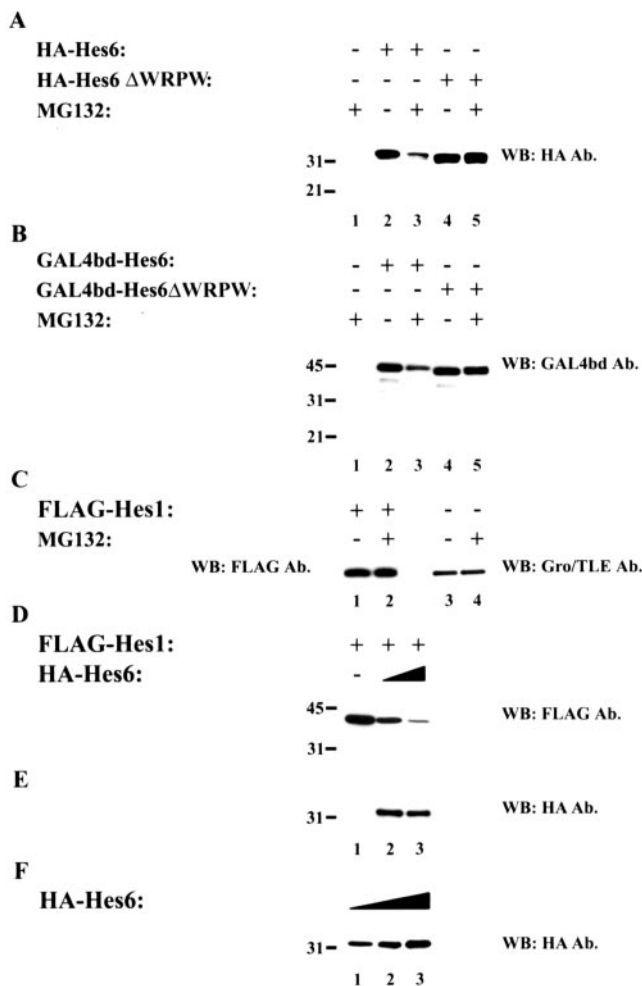 A
HA-Hes6: - + + - -
HA-Hes6 ΔWRPW: - - - + +
MG132: + - + - +
31 WB: HA Ab.
21
1 2 3 4 5
B
GAL4bd-Hes6: - + + - -
GAL4bd-Hes6ΔWRPW: - - - + +
MG132: + - + - +
45 WB: GAL4bd Ab.
31
21
1 2 3 4 5
C
FLAG-Hes1: + + - -
MG132: - + - +
WB: FLAG Ab. WB: Gro/TLE Ab.
1 2 3 4
D
FLAG-Hes1: + + +
HA-Hes6: -
45
WB: FLAG Ab.
31
E
31 WB: HA Ab.
1 2 3
F
HA-Hes6:
31 WB: HA Ab.
1 2 3